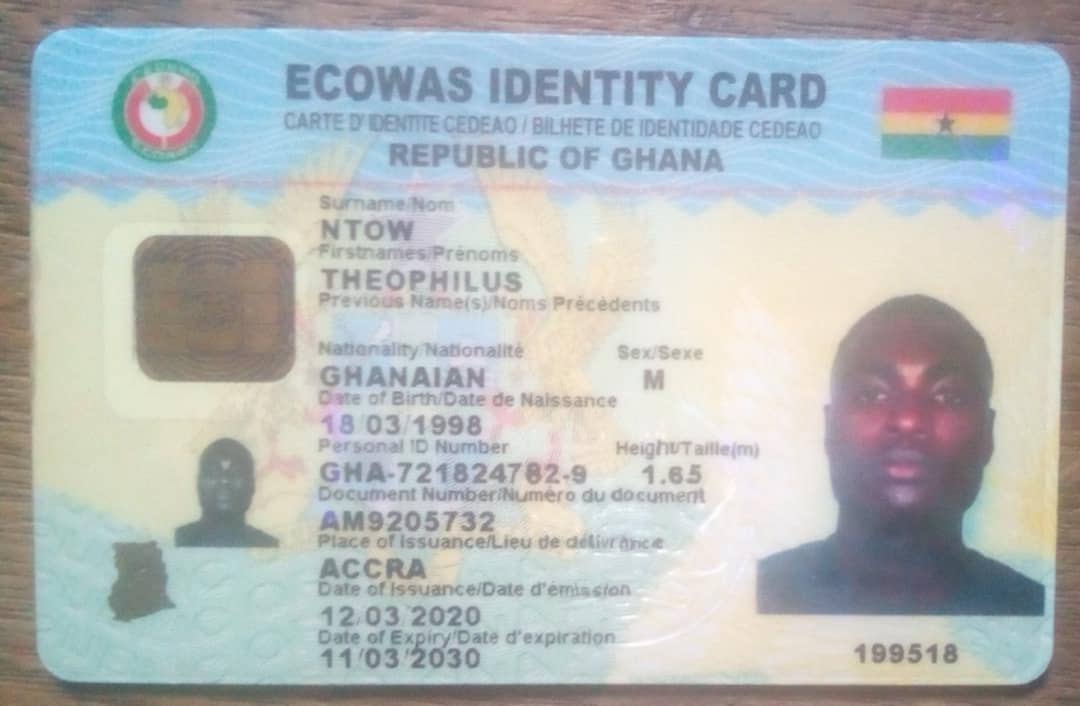 ECOWAS IDENTITY CARD
CARTE D'IDENTITE CEDEAO / BILHETE DE IDENTIDADE CEDEAO
REPUBLIC OF GHANA
Surname/Nom
NTOW
Firstnames/Prénoms
THEOPHILUS
Previous Name(s)/Noms Précédents
Nationality/Nationalité Sex/Sexe
GHANAIAN M
Date of Birth/Date de Naissance
18/03/1998
Personal ID Number Height/Taille(m)
GHA-721824782-9 1.65
Document Number/Numéro du document
AM9205732
Place of Issuance/Lieu de délivrance
ACCRA
Date of Issuance/Date d'émission
12/03/2020
Date of Expiry/Date d'expiration
11/03/2030
199518